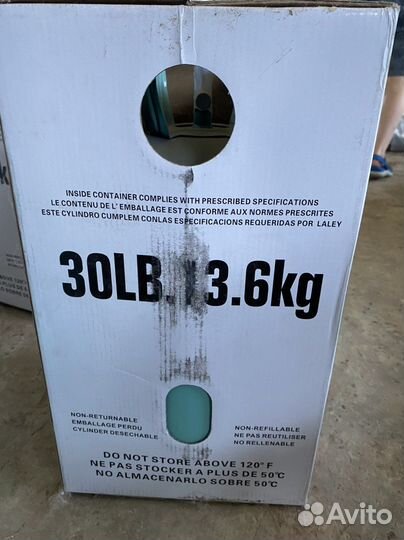 INSIDE CONTAINER COMPLIES WITH PRESCRIBED SPECIFICATIONS
LE CONTENU DE L' EMBALLAGE EST CONFORME AUX NORMES PRESCRITES
ESTE CYLINDRO CUMPLEM CONLAS ESPECIFICACIONS REQUERIDAS POR LALEY
30LB. 13.6kg
NON-RETURNABLE
EMBALLAGE PERDU
CYLINDER DESECHABLE
NON-REFILLABLE
NE PAS REUTILISER
NO RELLENABLE
DO NOT STORE ABOVE 120°F
NE PAS STOCKER A PLUS DE 50℃
NO ALMACENARLO SOBRE 50℃
Avito